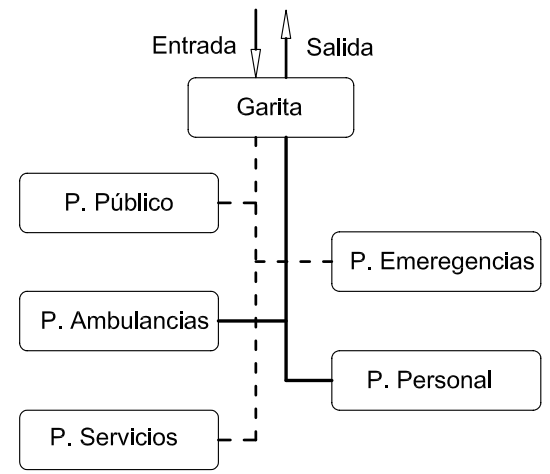 Entrada
Salida
Garita
P. Público
P. Emeregencias
P. Ambulancias
P. Personal
P. Servicios